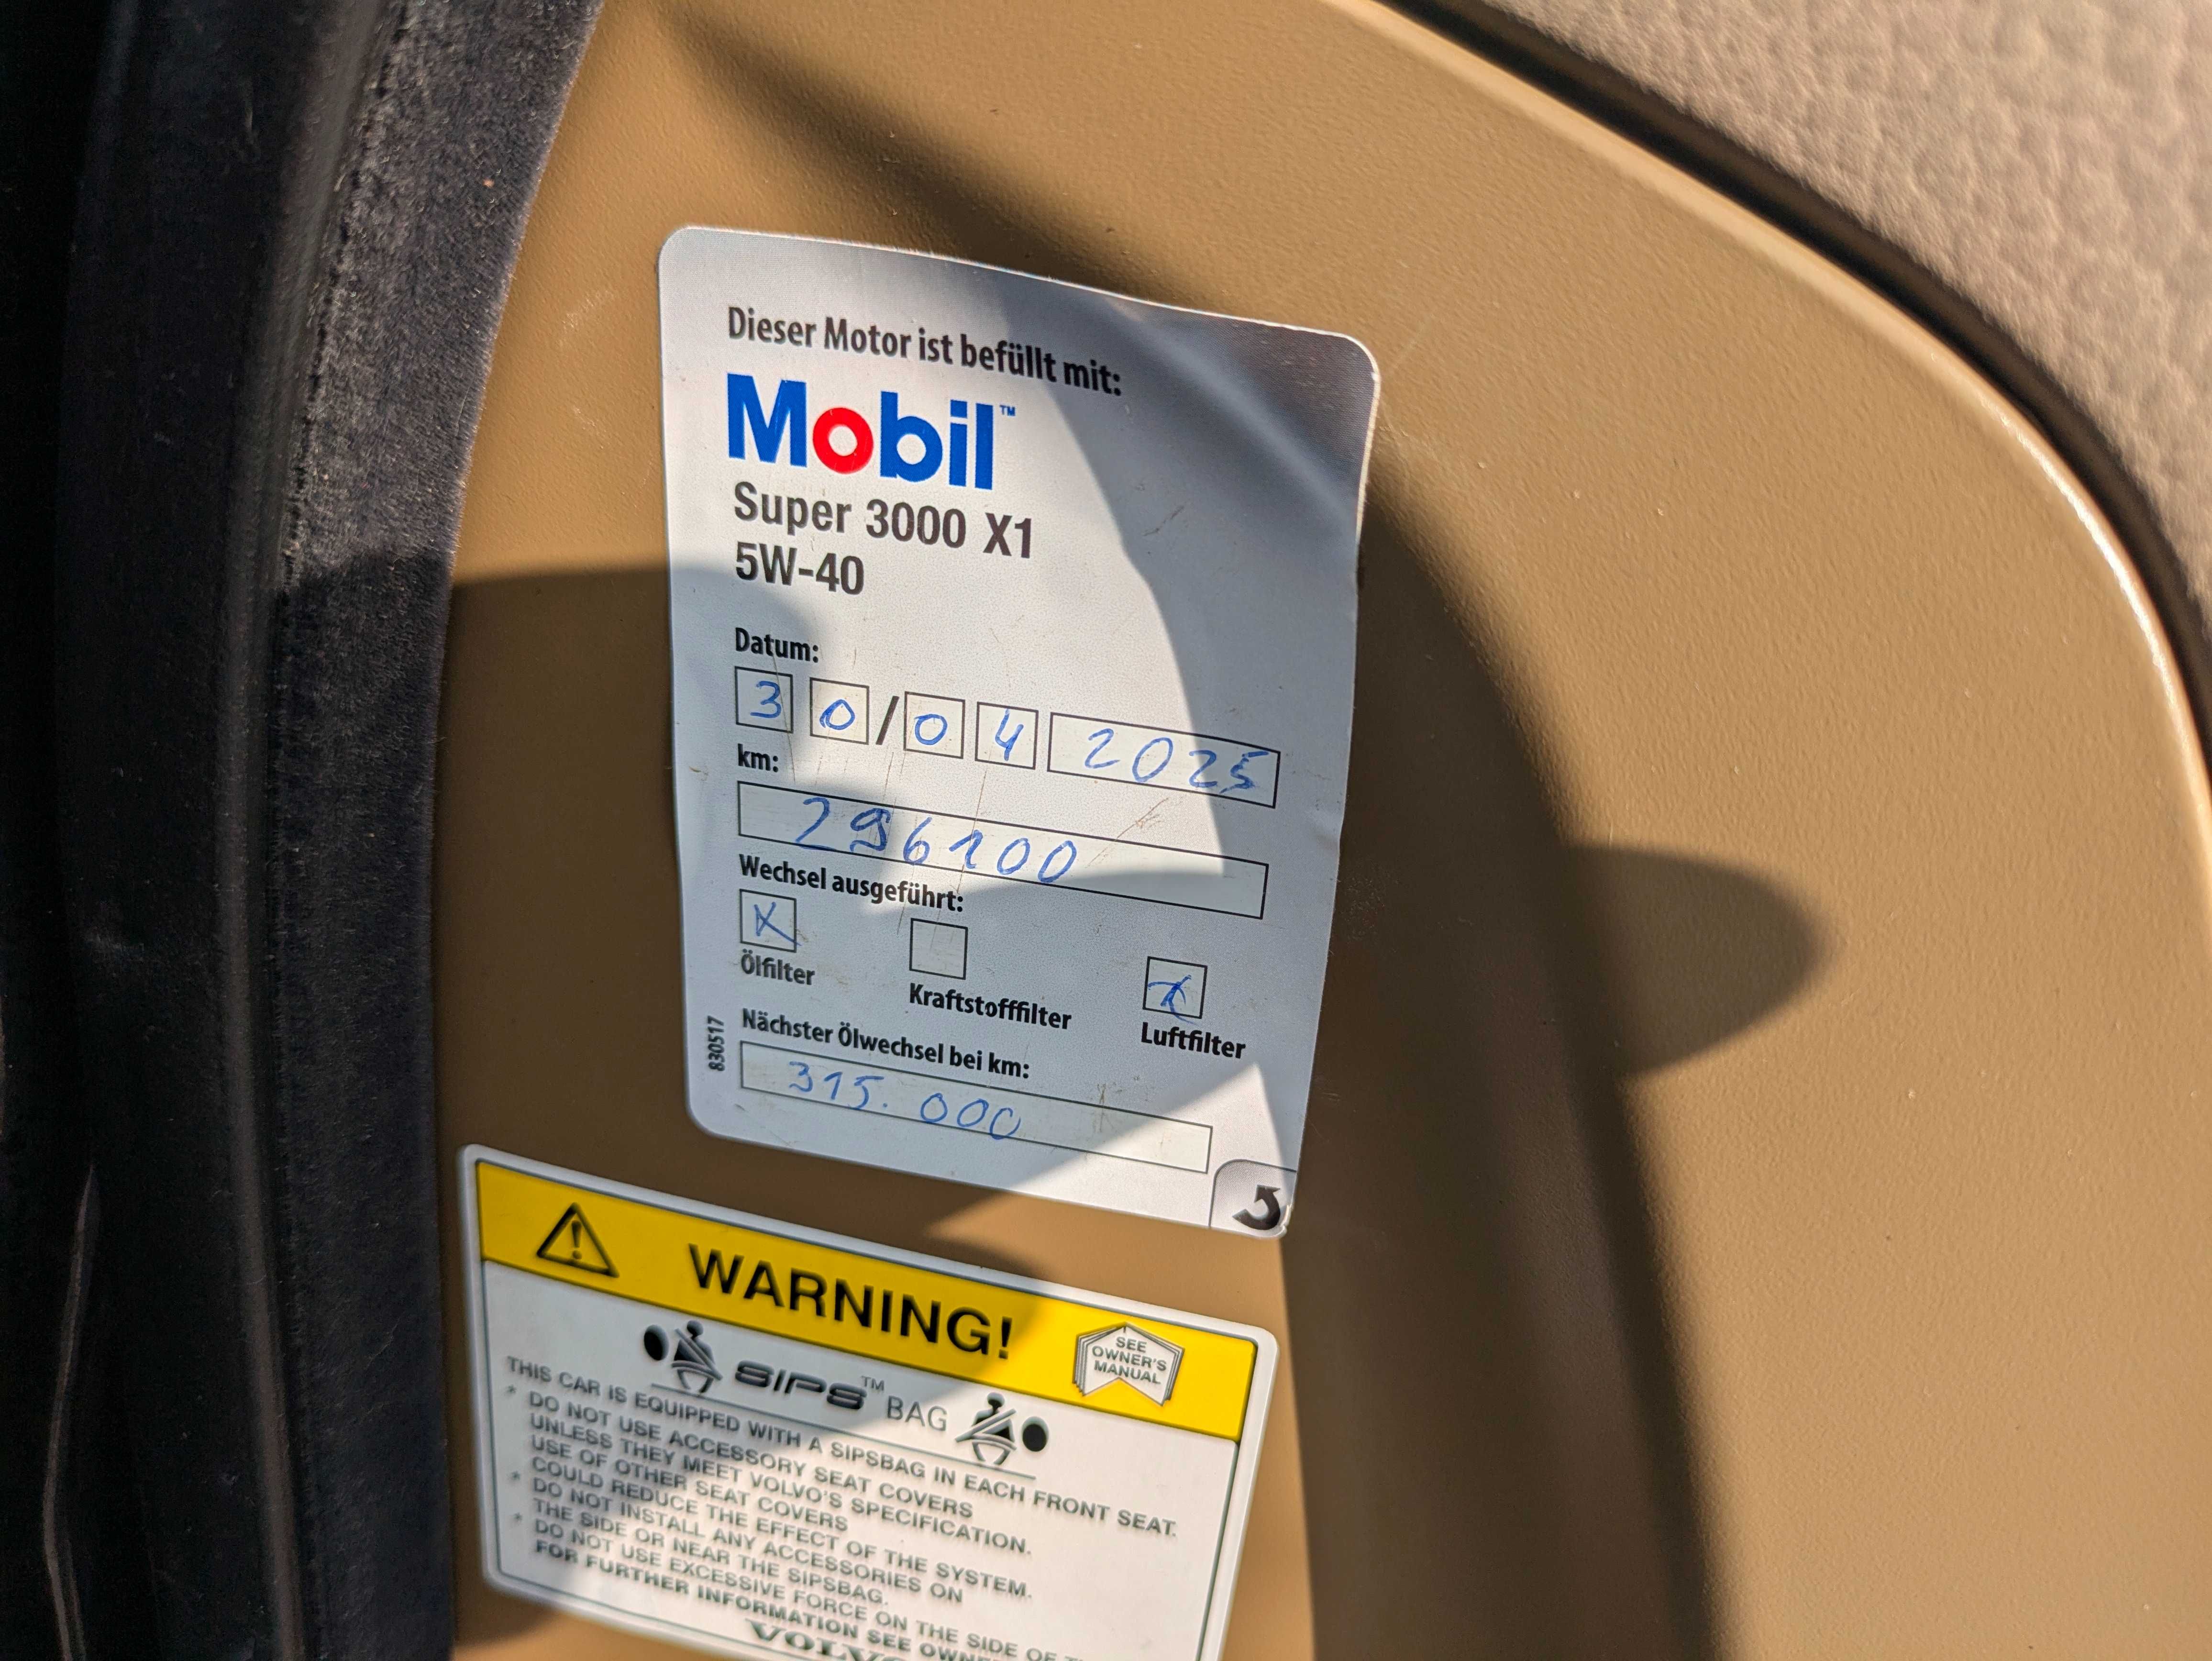 Dieser Motor ist befüllt mit:
Mobil™
Super 3000 X1
5W-40
Datum:
30/04 2025
km:
296100
Wechsel ausgeführt:
X X
Ölfilter Kraftstofffilter Luftfilter
Nächster Ölwechsel bei km:
315.000
830517
WARNING!
SEE
OWNER'S
MANUAL
SIPS™ BAG
THIS CAR IS EQUIPPED WITH A SIPSBAG IN EACH FRONT SEAT.
* DO NOT USE ACCESSORY SEAT COVERS
UNLESS THEY MEET VOLVO'S SPECIFICATION.
USE OF OTHER SEAT COVERS
COULD REDUCE THE EFFECT OF THE SYSTEM.
* DO NOT INSTALL ANY ACCESSORIES ON
THE SIDE OR NEAR THE SIPSBAG.
* DO NOT USE EXCESSIVE FORCE ON THE SIDE OF
FOR FURTHER INFORMATION SEE
VOLV